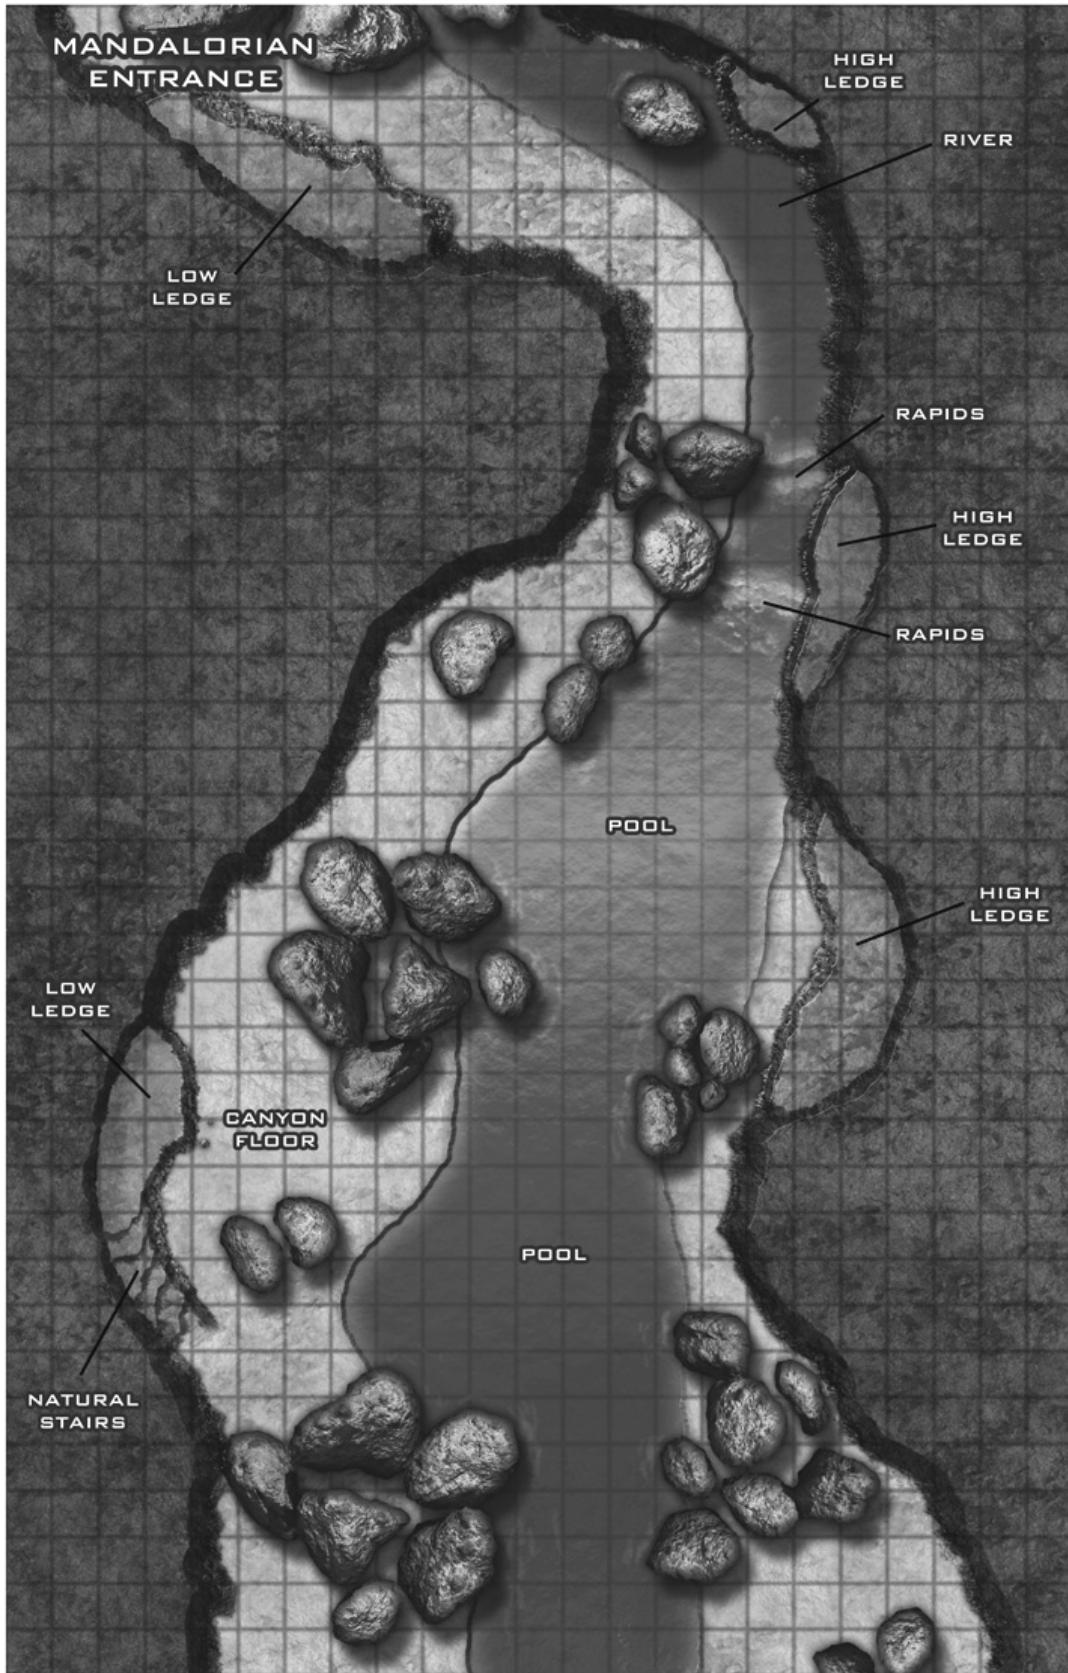 MANDALORIAN
ENTRANCE
HIGH
LEDGE
RIVER
LOW
LEDGE
RAPIDS
HIGH
LEDGE
RAPIDS
POOL
HIGH
LEDGE
LOW
LEDGE
CANYON
FLOOR
POOL
NATURAL
STAIRS